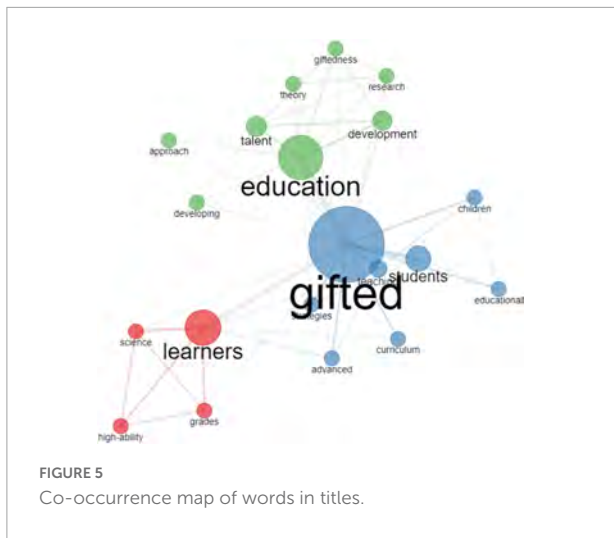 giftedness
research
theory
talent
development
approach
education
developing
children
students
educational
gifted
learners
science
curriculum
advanced
high-ability
grades
FIGURE 5
Co-occurrence map of words in titles.